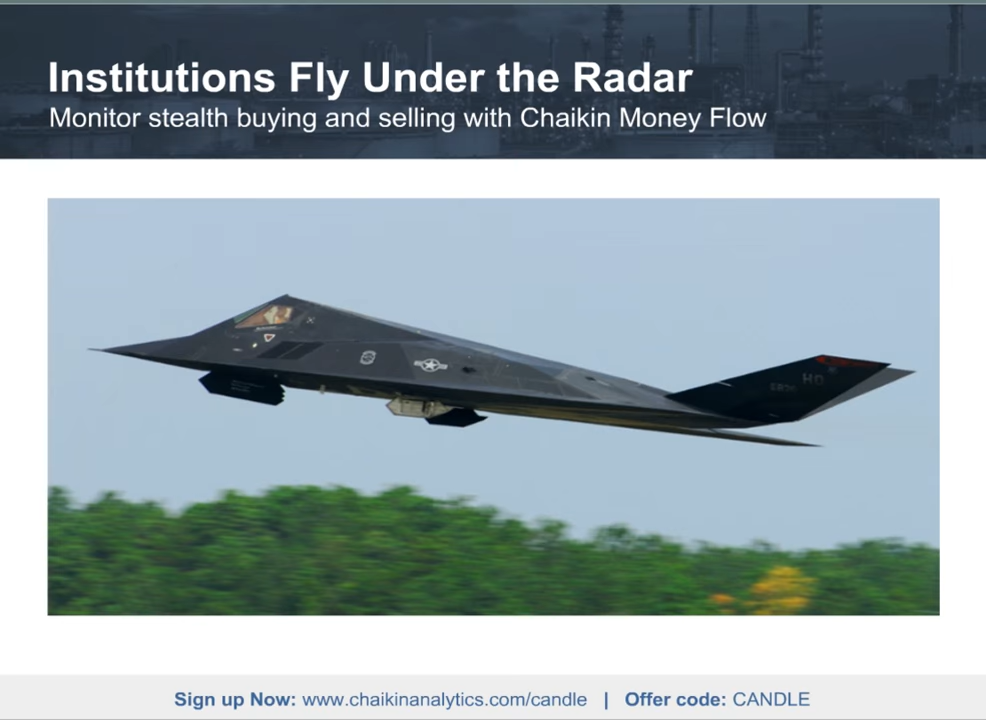 Institutions Fly Under the Radar
Monitor stealth buying and selling with Chaikin Money Flow
HO
Sign up Now: www.chaikinanalytics.com/candle | Offer code: CANDLE